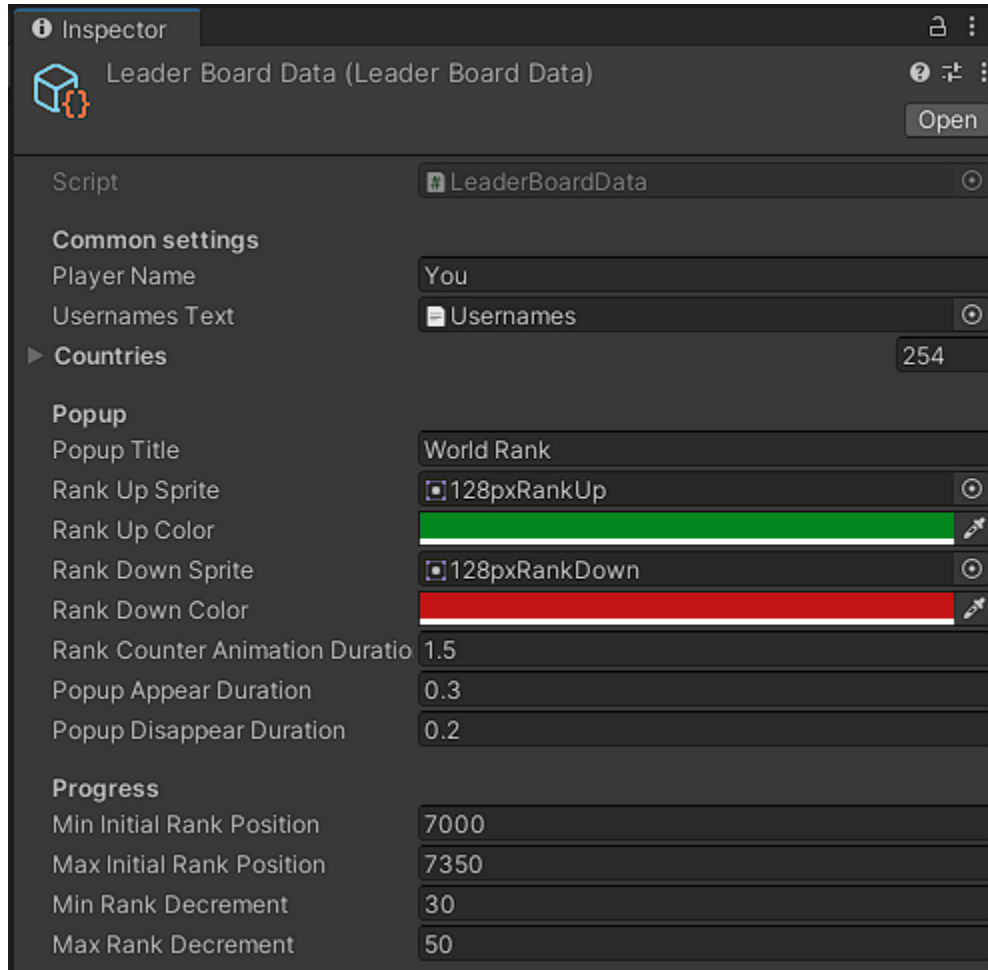 Inspector
Leader Board Data (Leader Board Data)
Open
Script LeaderBoardData
Common settings
Player Name You
Usernames Text Usernames
Countries 254
Popup
Popup Title World Rank
Rank Up Sprite 128pxRankUp
Rank Up Color
Rank Down Sprite 128pxRankDown
Rank Down Color
Rank Counter Animation Duratio 1.5
Popup Appear Duration 0.3
Popup Disappear Duration 0.2
Progress
Min Initial Rank Position 7000
Max Initial Rank Position 7350
Min Rank Decrement 30
Max Rank Decrement 50